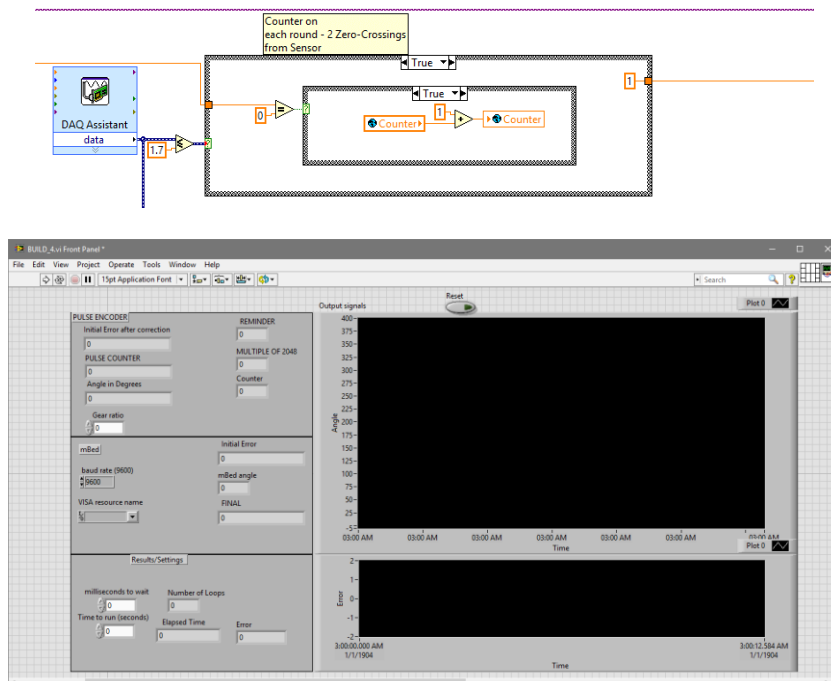 Counter on
each round - 2 Zero-Crossings
from Sensor
True
1
True
DAQ Assistant
data
1.7
0
=
?
Counter
1
+
Counter
?
BUILD_4.vi Front Panel *
File Edit View Project Operate Tools Window Help
15pt Application Font
Search
?
Output signals
Reset
Plot 0
PULSE ENCODER
Initial Error after correction
0
REMINDER
0
PULSE COUNTER
0
MULTIPLE OF 2048
0
Angle in Degrees
0
Counter
0
Gear ratio
0
mBed
Initial Error
0
baud rate (9600)
9600
mBed angle
0
VISA resource name
FINAL
0
Results/Settings
milliseconds to wait
0
Number of Loops
0
Time to run (seconds)
0
Elapsed Time
0
Error
0
Angle
400
375
350
325
300
275
250
225
200
175
150
125
100
75
50
25
-5
03:00 AM 03:00 AM 03:00 AM 03:00 AM 03:00 AM 03:00 AM 03:00 AM
Time
Plot 0
Error
2
1
0
-1
-2
3:00:00.000 AM
1/1/1904
3:00:12.584 AM
1/1/1904
Time